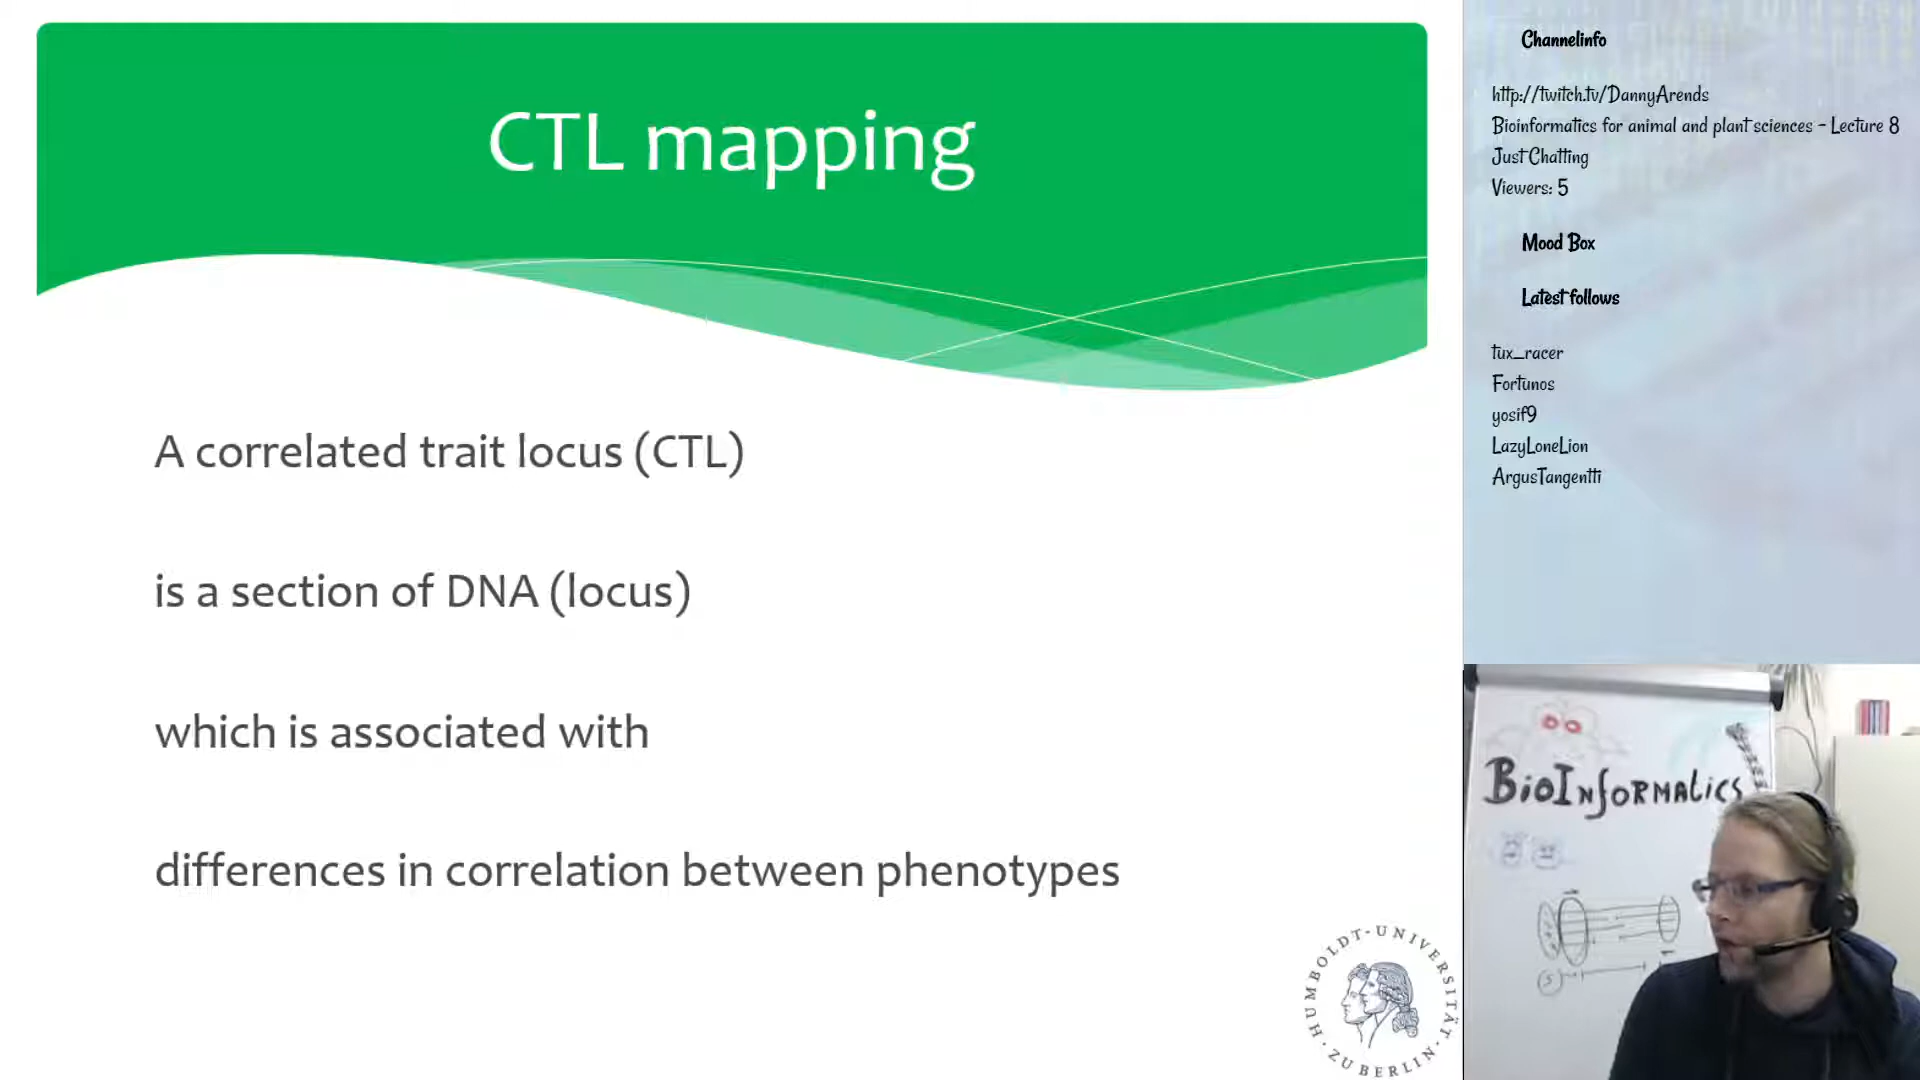 CTL mapping
A correlated trait locus (CTL)
is a section of DNA (locus)
which is associated with
differences in correlation between phenotypes
HUMBOLDT-UNIVERSITÄT ZU BERLIN
Channelinfo
http://twitch.tv/DannyArends
Bioinformatics for animal and plant sciences - Lecture 8
Just Chatting
Viewers: 5
Mood Box
Latest follows
tux_racer
Fortunos
yosif9
LazyLoneLion
ArgusTangentti
BioInformatics